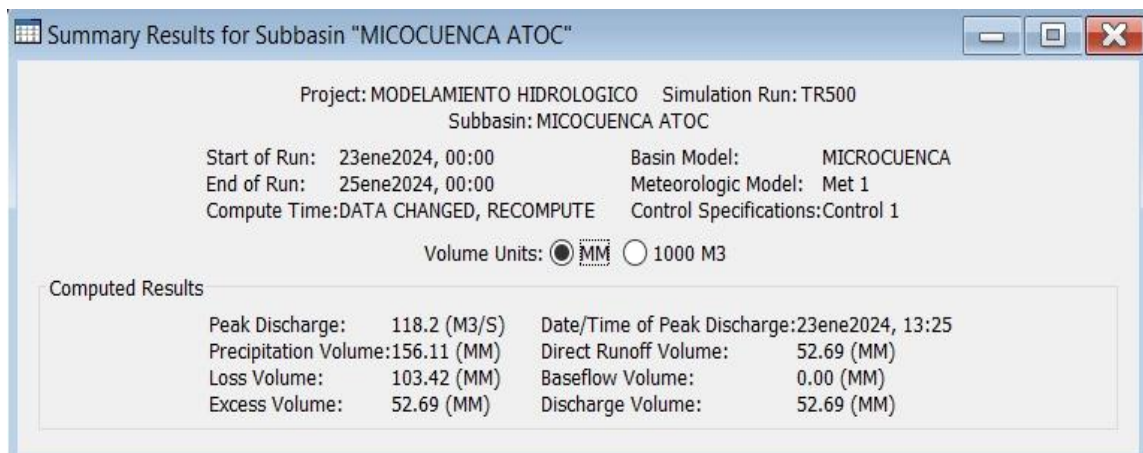 Summary Results for Subbasin "MICOCUENCA ATOC"
Project: MODELAMIENTO HIDROLOGICO Simulation Run: TR500
Subbasin: MICOCUENCA ATOC
Start of Run: 23ene2024, 00:00 Basin Model: MICROCUENCA
End of Run: 25ene2024, 00:00 Meteorologic Model: Met 1
Compute Time:DATA CHANGED, RECOMPUTE Control Specifications:Control 1
Volume Units: MM 1000 M3
Computed Results
Peak Discharge: 118.2 (M3/S) Date/Time of Peak Discharge:23ene2024, 13:25
Precipitation Volume:156.11 (MM) Direct Runoff Volume: 52.69 (MM)
Loss Volume: 103.42 (MM) Baseflow Volume: 0.00 (MM)
Excess Volume: 52.69 (MM) Discharge Volume: 52.69 (MM)